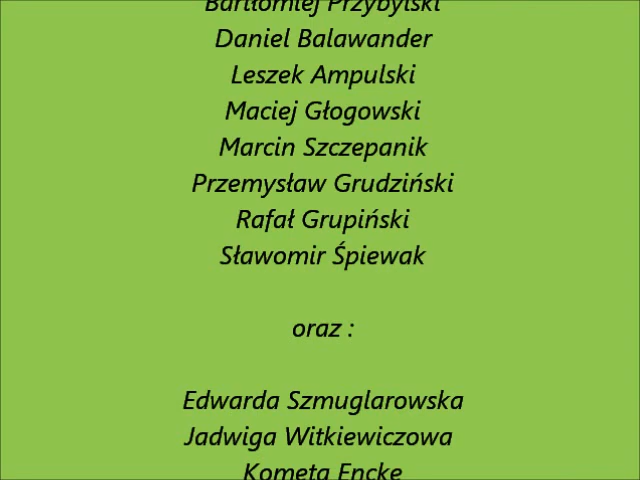 Bartłomiej Przybylski
Daniel Balawander
Leszek Ampulski
Maciej Głogowski
Marcin Szczepanik
Przemysław Grudziński
Rafał Grupiński
Sławomir Śpiewak
oraz :
Edwarda Szmuglarowska
Jadwiga Witkiewiczowa
Kometa Encke